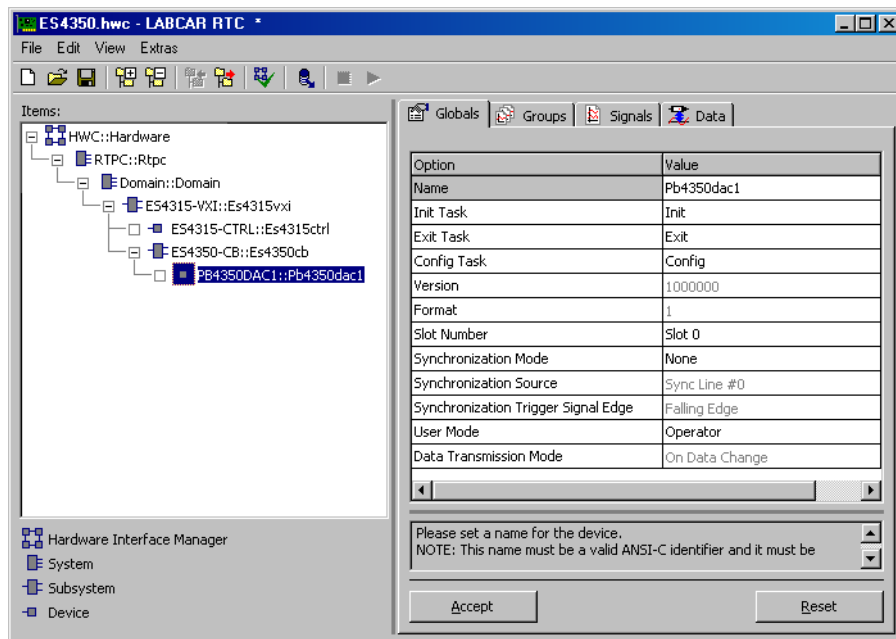 ES4350.hwc - LABCAR RTC *
File Edit View Extras
Items:
HWC::Hardware
RTPC::Rtpc
Domain::Domain
ES4315-VXI::Es4315vxi
ES4315-CTRL::Es4315ctrl
ES4350-CB::Es4350cb
PB4350DAC1::Pb4350dac1
Hardware Interface Manager
System
Subsystem
Device
Globals Groups Signals Data
Option Value
Name Pb4350dac1
Init Task Init
Exit Task Exit
Config Task Config
Version 1000000
Format 1
Slot Number Slot 0
Synchronization Mode None
Synchronization Source Sync Line #0
Synchronization Trigger Signal Edge Falling Edge
User Mode Operator
Data Transmission Mode On Data Change
Please set a name for the device.
NOTE: This name must be a valid ANSI-C identifier and it must be
Accept Reset